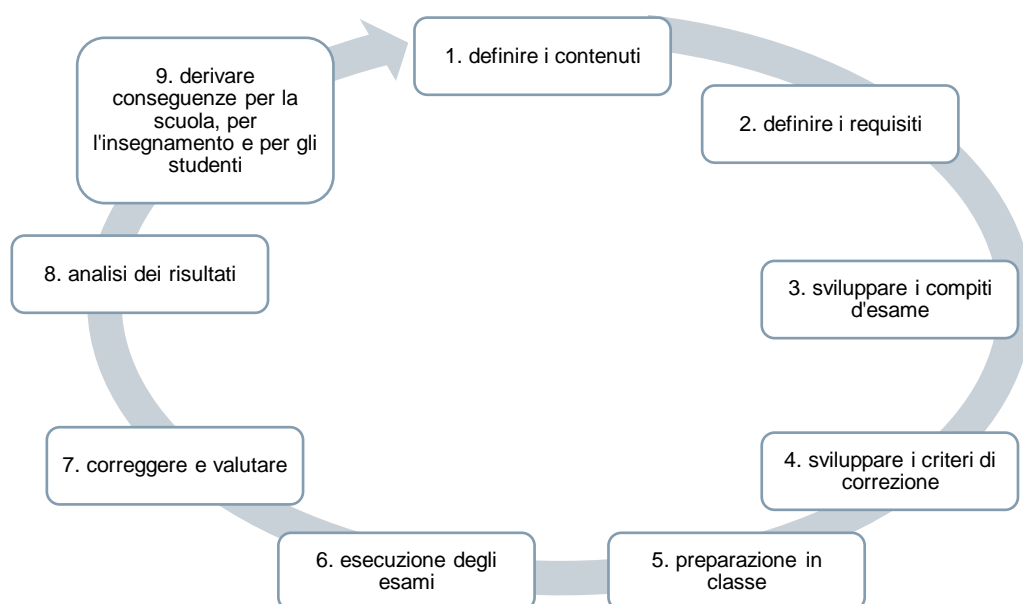 1. definire i contenuti
2. definire i requisiti
3. sviluppare i compiti
d'esame
4. sviluppare i criteri di
correzione
5. preparazione in
classe
6. esecuzione degli
esami
7. correggere e valutare
8. analisi dei risultati
9. derivare
conseguenze per la
scuola, per
l'insegnamento e per gli
studenti